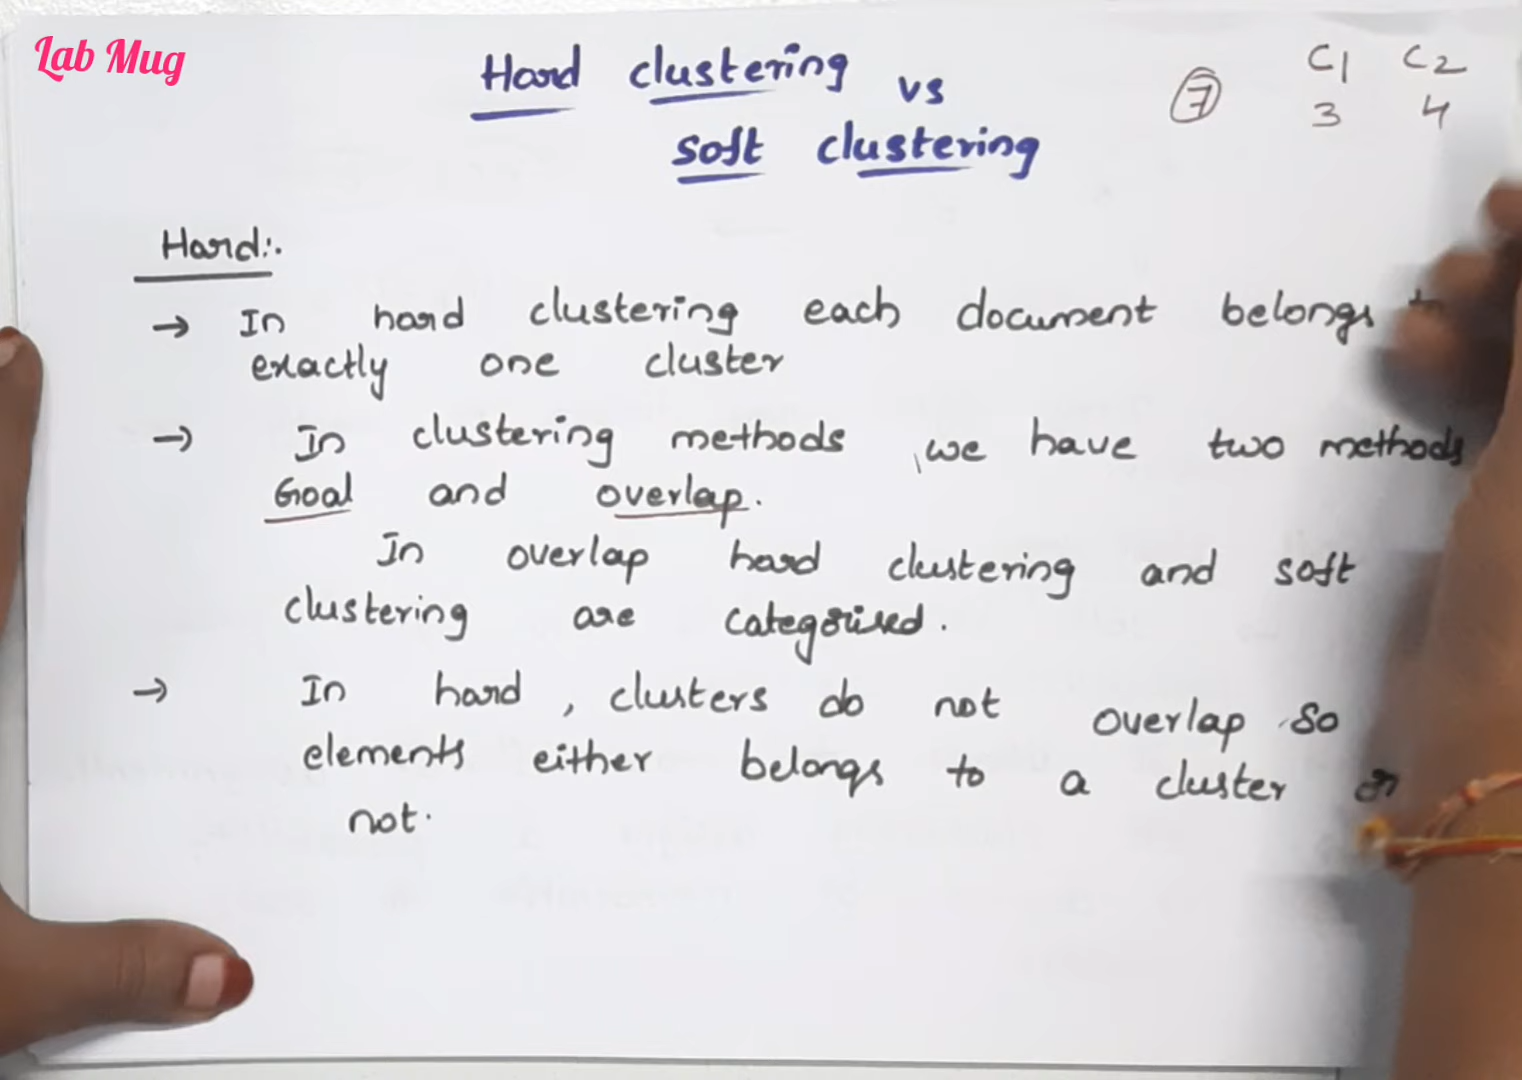 Lab Mug
Hard clustering vs
soft clustering
7
C1 C2
3 4
Hard:.
→ In hard clustering each document belongs
exactly one cluster
→ In clustering methods, we have two methods
Goal and overlap.
In overlap hard clustering and soft
clustering are categorised.
→ In hard, clusters do not overlap so
elements either belongs to a cluster or
not.